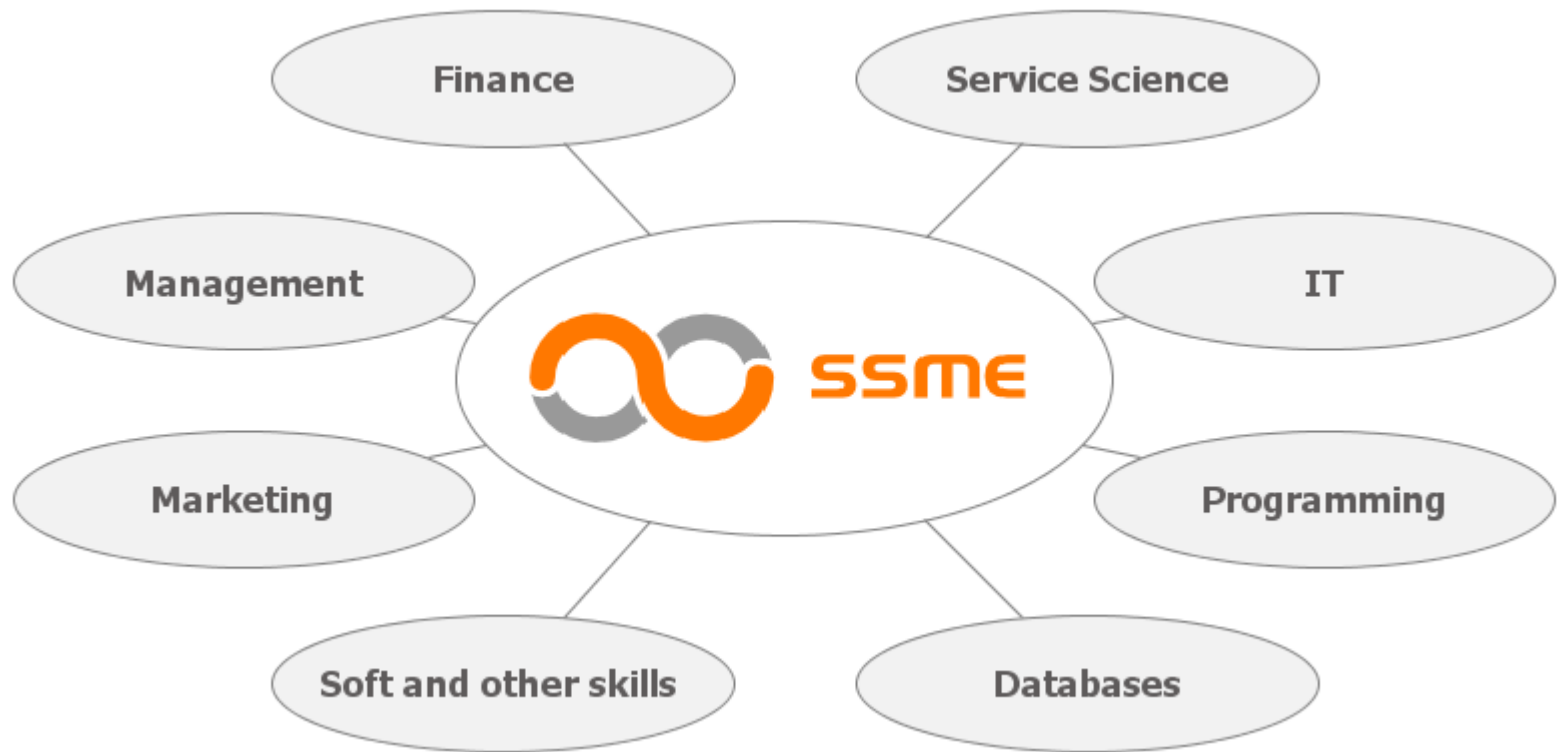 Finance
Service Science
Management
IT
SSME
Marketing
Programming
Soft and other skills
Databases